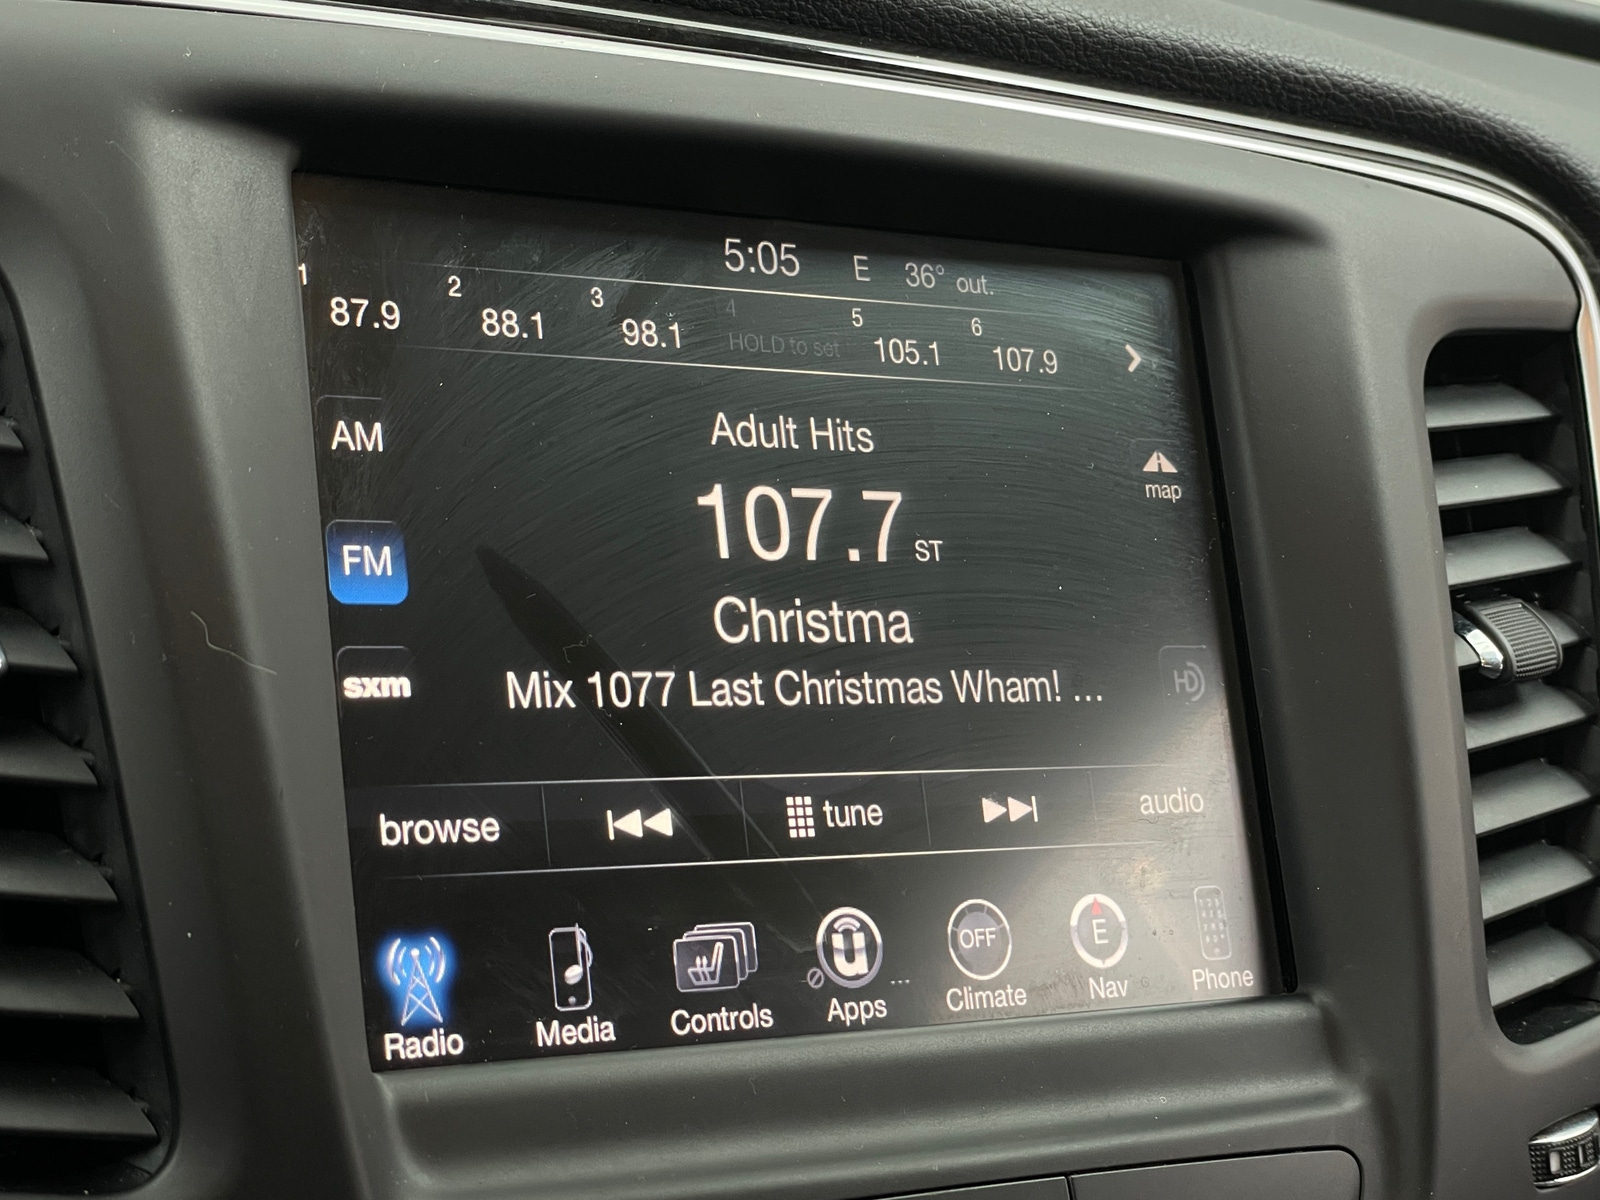 5:05 E 36° out.
1 87.9 2 88.1 3 98.1 4 HOLD to set 5 105.1 6 107.9
AM
Adult Hits
map
FM
107.7 ST
Christma
sxm
Mix 1077 Last Christmas Wham! ...
HD
browse tune audio
OFF E
Radio Media Controls Apps ... Climate Nav Phone